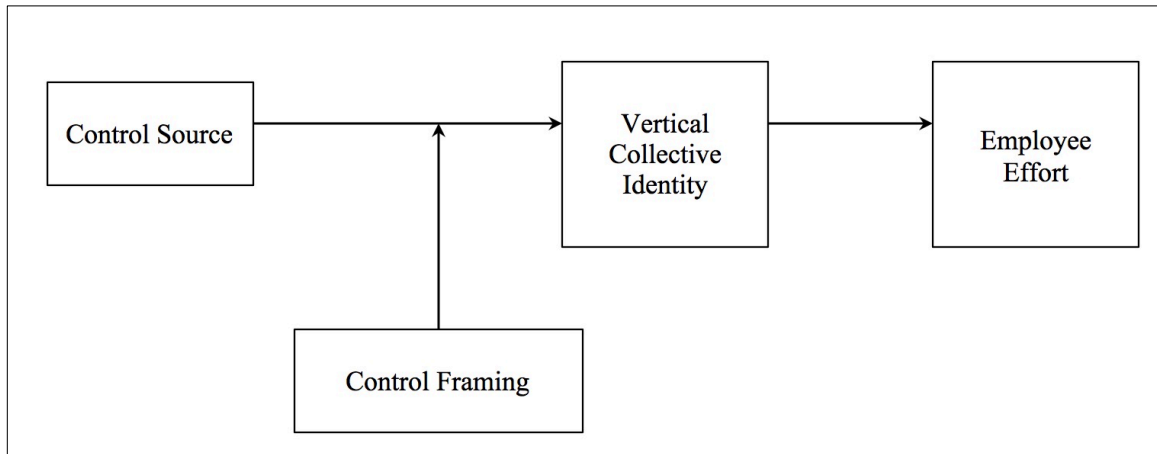 Control Source
Vertical
Collective
Identity
Employee
Effort
Control Framing